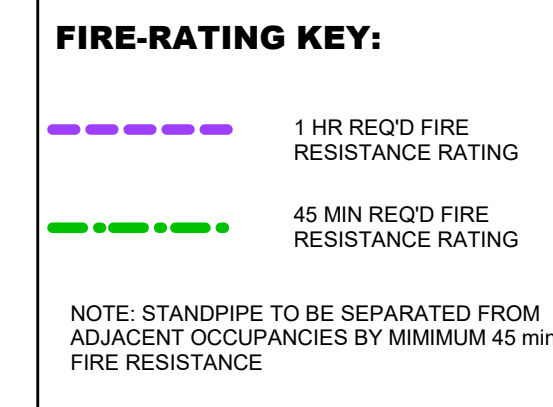 FIRE-RATING KEY:
1 HR REQ'D FIRE
RESISTANCE RATING
45 MIN REQ'D FIRE
RESISTANCE RATING
NOTE: STANDPIPE TO BE SEPARATED FROM
ADJACENT OCCUPANCIES BY MIMIMUM 45 min
FIRE RESISTANCE